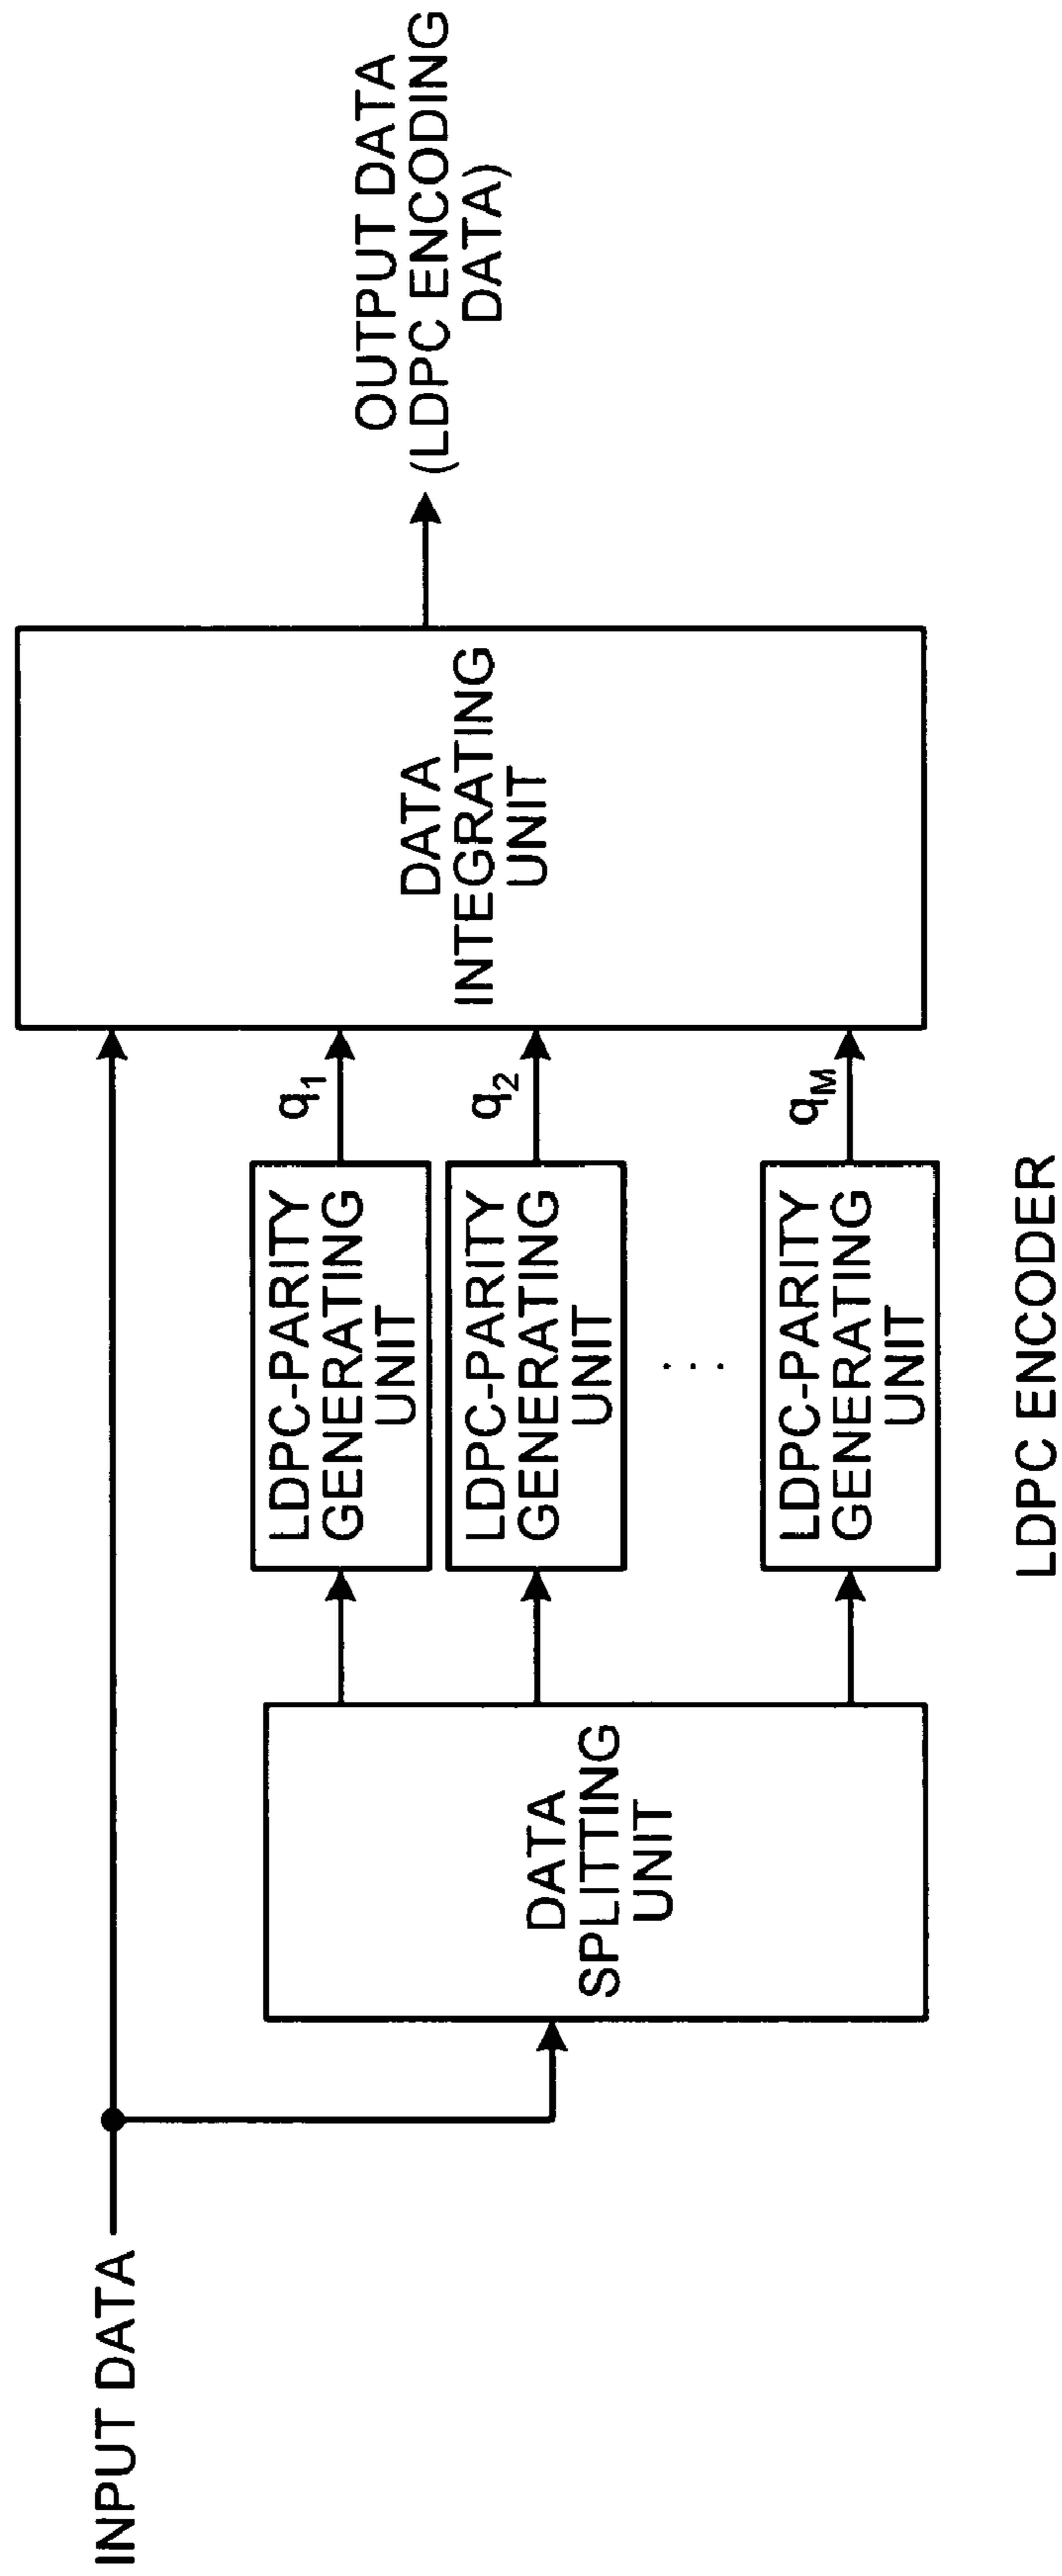 INPUT DATA
DATA
SPLITTING
UNIT
LDPC-PARITY
GENERATING
UNIT
q1
LDPC-PARITY
GENERATING
UNIT
q2
...
LDPC-PARITY
GENERATING
UNIT
qM
DATA
INTEGRATING
UNIT
OUTPUT DATA
(LDPC ENCODING
DATA)
LDPC ENCODER